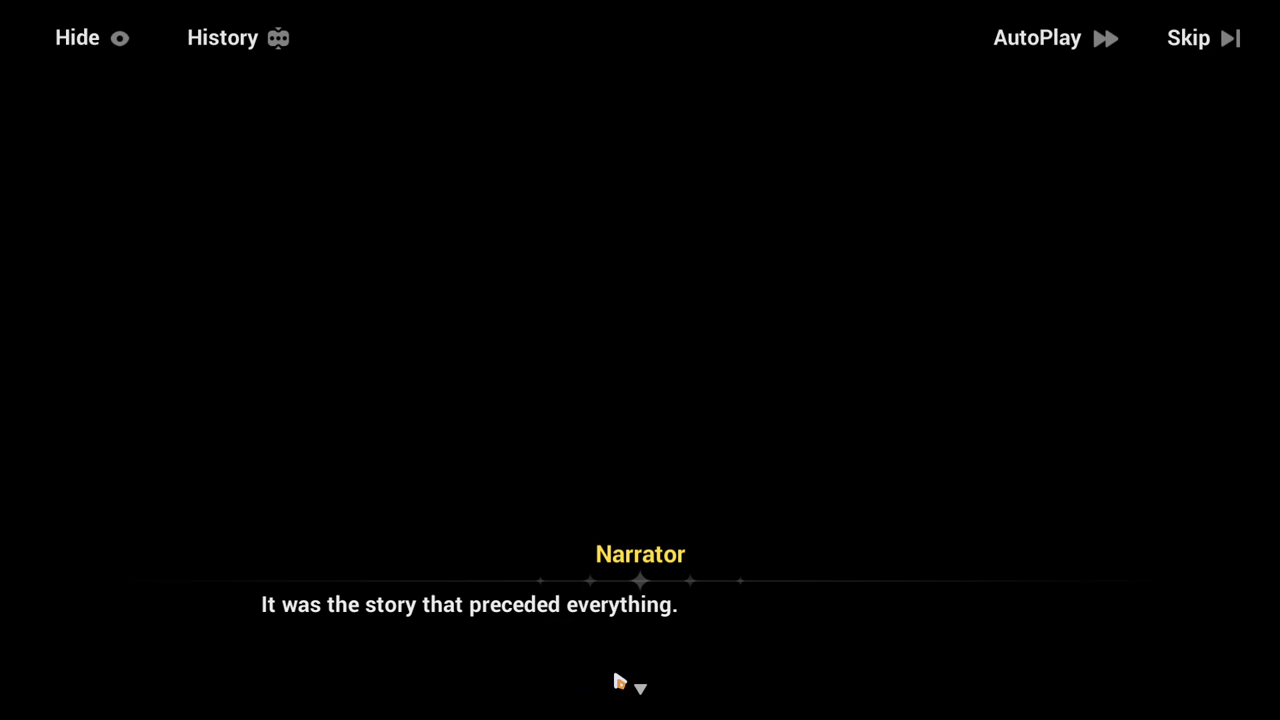 Hide
History
AutoPlay
Skip
Narrator
It was the story that preceded everything.